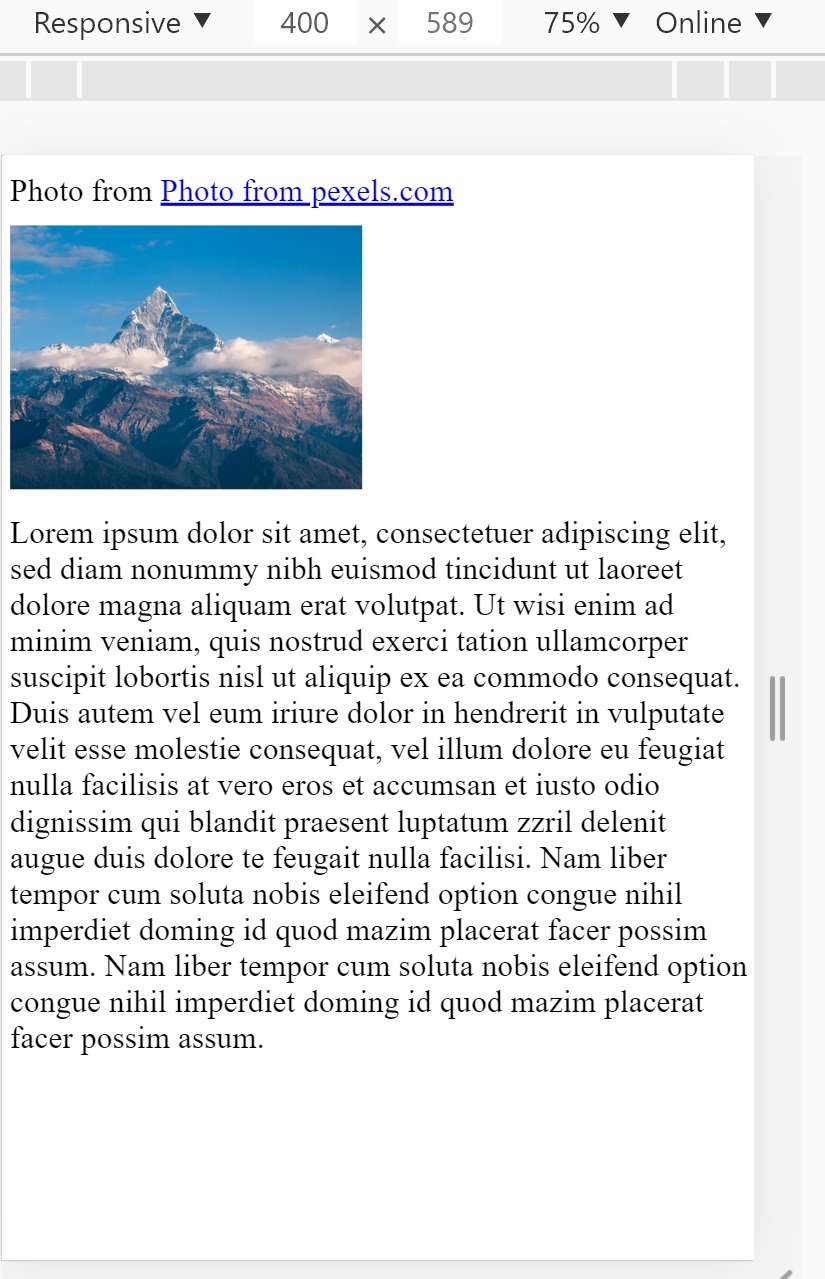 Responsive ▼ 400 × 589 75% ▼ Online ▼
Photo from Photo from pexels.com
Lorem ipsum dolor sit amet, consectetuer adipiscing elit,
sed diam nonummy nibh euismod tincidunt ut laoreet
dolore magna aliquam erat volutpat. Ut wisi enim ad
minim veniam, quis nostrud exerci tation ullamcorper
suscipit lobortis nisl ut aliquip ex ea commodo consequat.
Duis autem vel eum iriure dolor in hendrerit in vulputate
velit esse molestie consequat, vel illum dolore eu feugiat
nulla facilisis at vero eros et accumsan et iusto odio
dignissim qui blandit praesent luptatum zzril delenit
augue duis dolore te feugait nulla facilisi. Nam liber
tempor cum soluta nobis eleifend option congue nihil
imperdiet doming id quod mazim placerat facer possim
assum. Nam liber tempor cum soluta nobis eleifend option
congue nihil imperdiet doming id quod mazim placerat
facer possim assum.